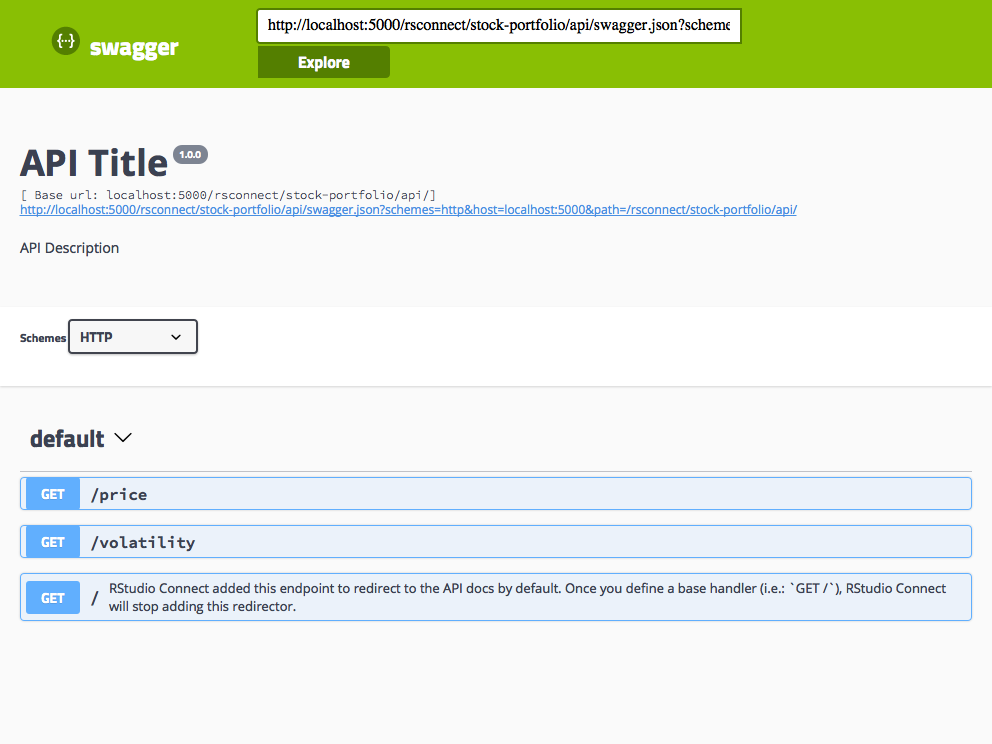 {···} swagger
http://localhost:5000/rsconnect/stock-portfolio/api/swagger.json?scheme
Explore
API Title 1.0.0
[ Base url: localhost:5000/rsconnect/stock-portfolio/api/]
http://localhost:5000/rsconnect/stock-portfolio/api/swagger.json?schemes=http&host=localhost:5000&path=/rsconnect/stock-portfolio/api/
API Description
Schemes HTTP
default
GET /price
GET /volatility
GET / RStudio Connect added this endpoint to redirect to the API docs by default. Once you define a base handler (i.e.: `GET /`), RStudio Connect
will stop adding this redirector.